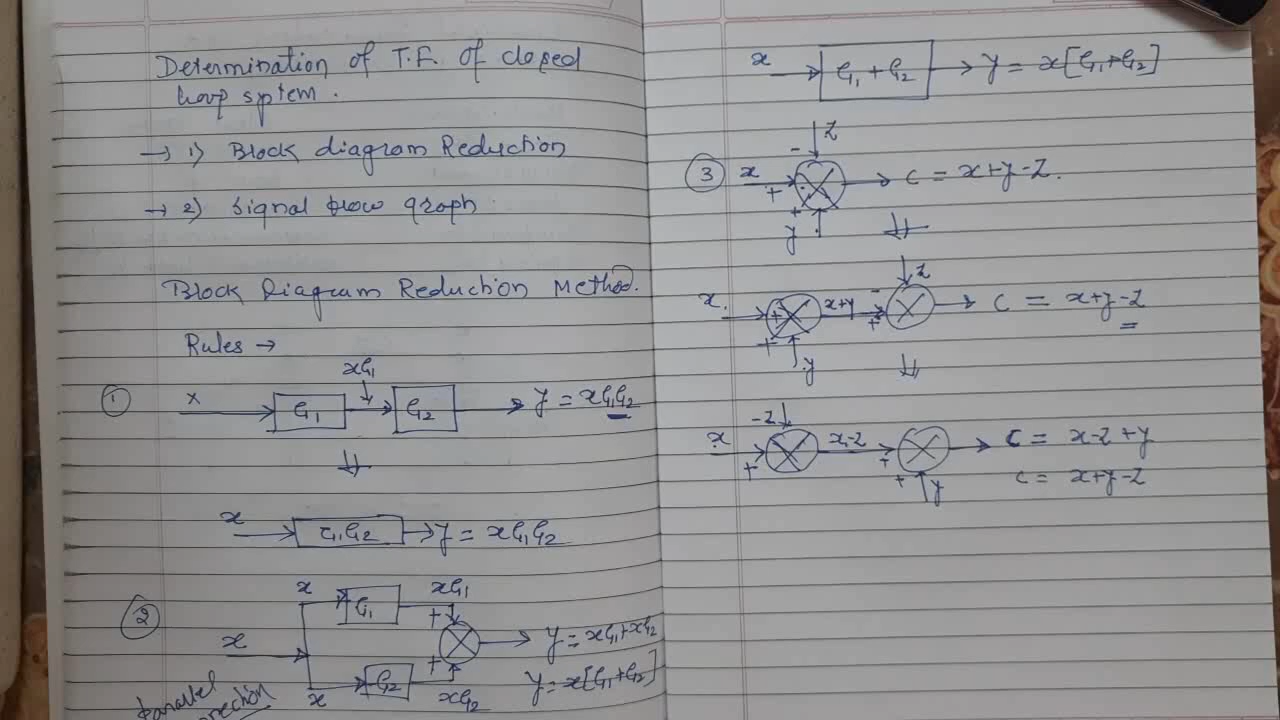 Determination of T.F. of closed
loop system.
→ 1) Block diagram Reduction
→ 2) Signal flow graph
Block Diagram Reduction Method.
Rules →
xG1
1 x G1 G2 y = xG1G2
⇓
x G1G2 y = xG1G2
2 x G1 xG1
+
x y = xG1+xG2
+
x G2 xG2 y = x[G1+G2]
parallel
x G1 + G2 y = x[G1+G2]
- z
3 x + c = x+y-z.
+
y
⇓
z
x. + x+y - + c = x+y-z
+ y
⇓
-z
x + x-z + c = x-z+y
+ y c = x+y-z